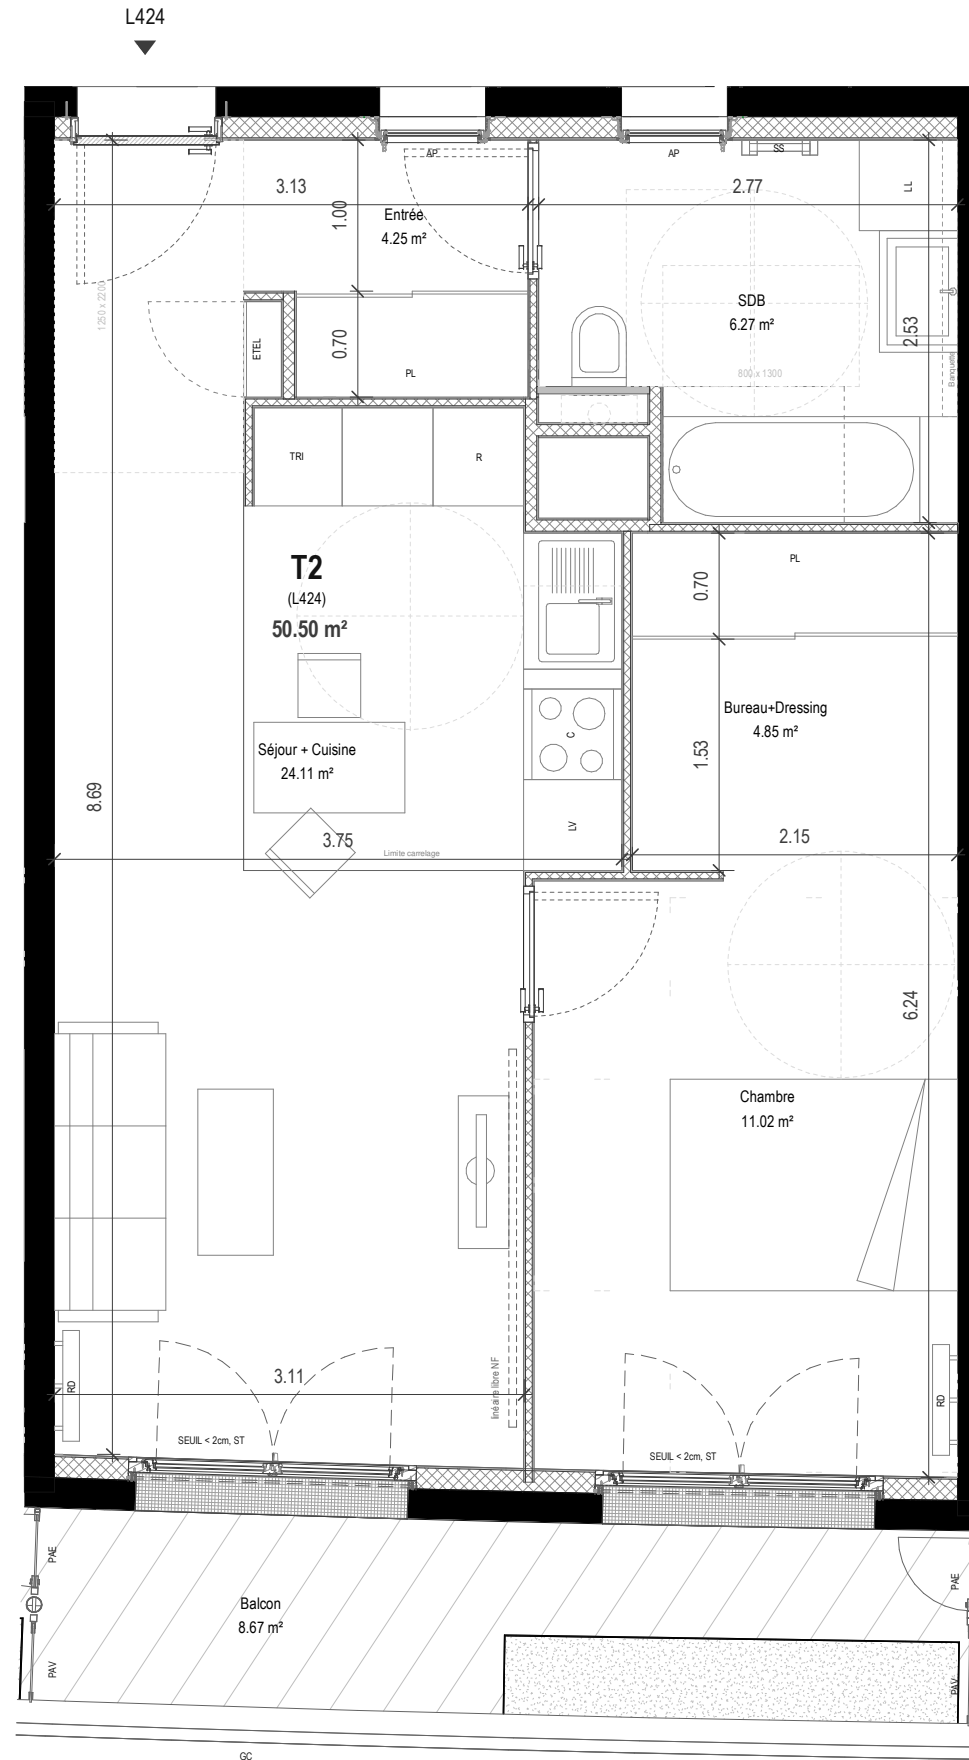 L424
AP
AP
SS
LL
3.13
2.77
1.00
Entrée
4.25 m²
1250 x 2200
SDB
6.27 m²
2.53
0.70
ETEL
PL
800 x 1300
Banquette
TRI
R
T2
(L424)
50.50 m²
PL
0.70
Bureau+Dressing
4.85 m²
Séjour + Cuisine
24.11 m²
C
1.53
8.69
LV
3.75
Limite carrelage
2.15
6.24
Chambre
11.02 m²
3.11
linéaire libre NF
RD
RD
SEUIL < 2cm, ST
SEUIL < 2cm, ST
PAE
PAE
Balcon
8.67 m²
PAV
PAV
GC